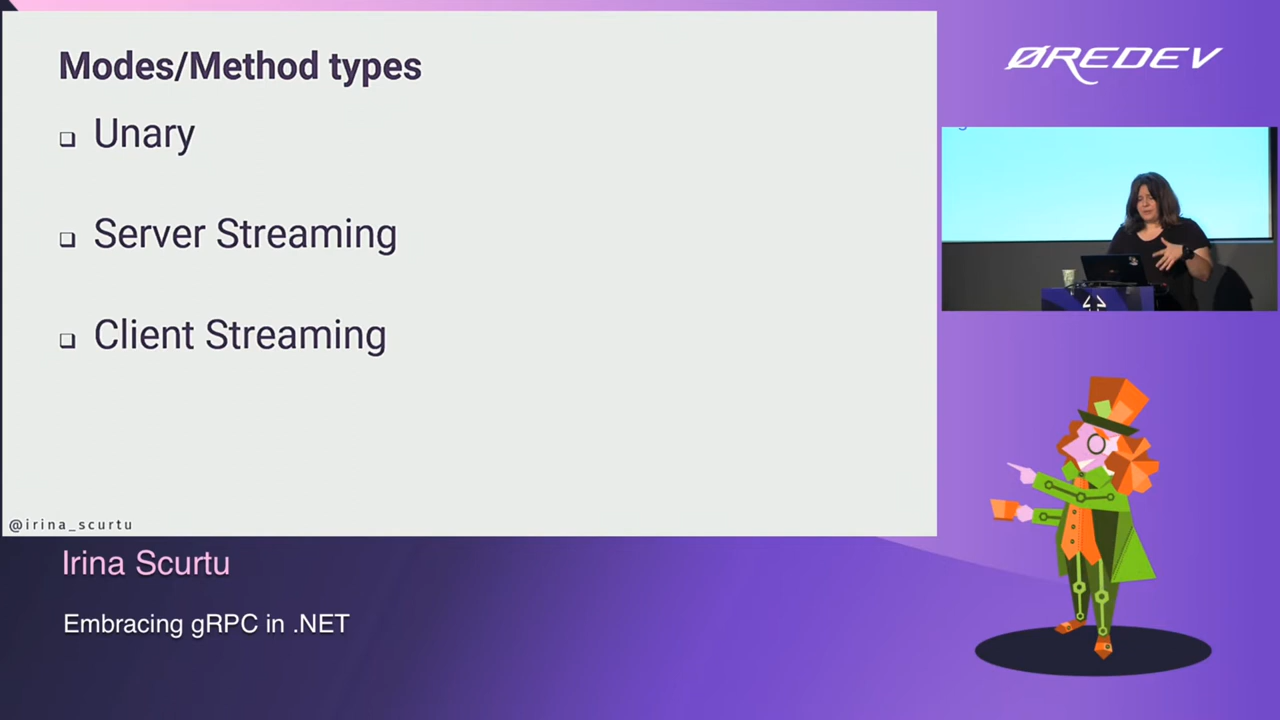 Modes/Method types
Unary
Server Streaming
Client Streaming
@irina_scurtu
ØREDEV
Irina Scurtu
Embracing gRPC in .NET